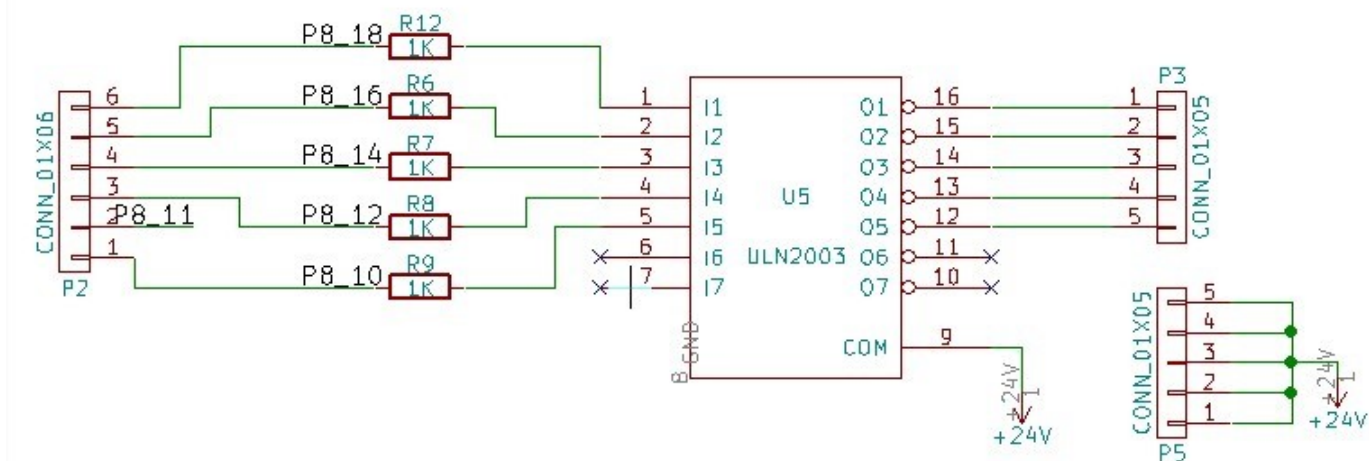 R12
P8_18
1K
R6
P8_16
1K
R7
P8_14
1K
R8
P8_12
1K
P8_11
R9
P8_10
1K
CONN_01X06
6
5
4
3
2
1
P2
1
2
3
4
5
6
7
I1
I2
I3
I4
I5
I6
I7
U5
ULN2003
O1
O2
O3
O4
O5
O6
O7
COM
GND
8
16
15
14
13
12
11
10
9
+24V
1
+24V
P3
1
2
3
4
5
CONN_01X05
5
4
3
2
1
CONN_01X05
P5
+24V
1
+24V